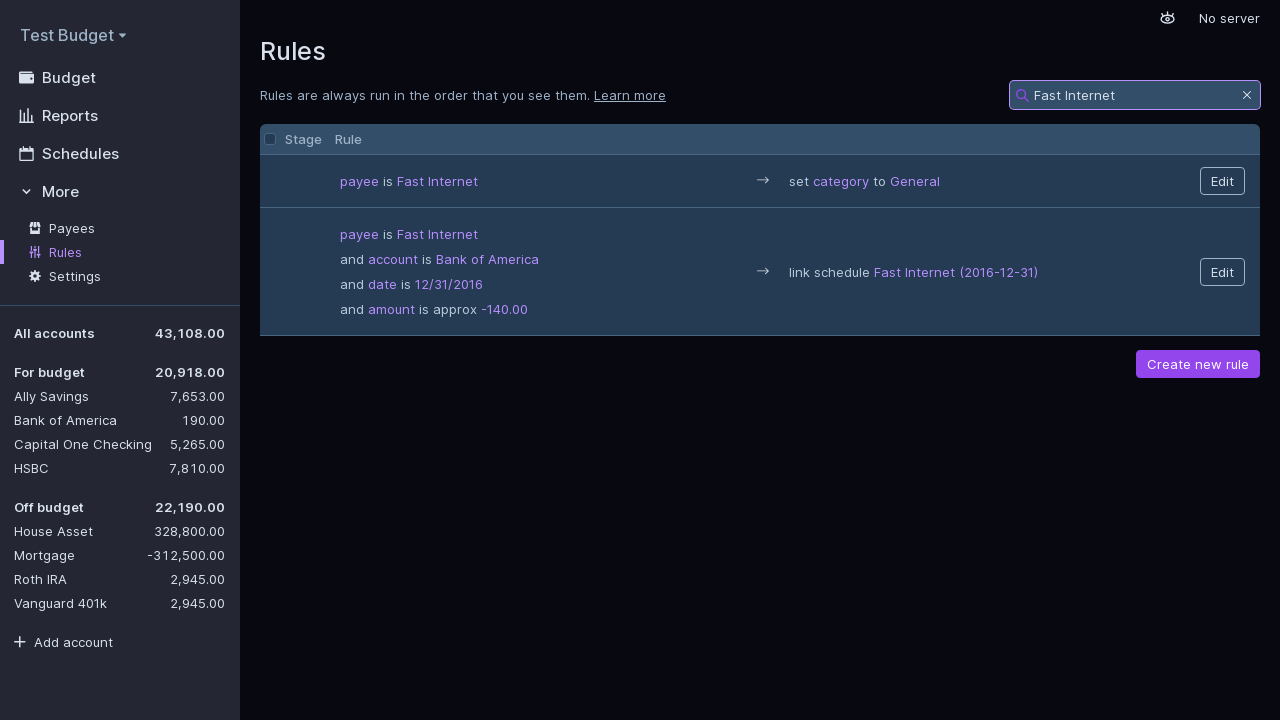 Test Budget
Budget
Reports
Schedules
More
Payees
Rules
Settings
All accounts 43,108.00
For budget 20,918.00
Ally Savings 7,653.00
Bank of America 190.00
Capital One Checking 5,265.00
HSBC 7,810.00
Off budget 22,190.00
House Asset 328,800.00
Mortgage -312,500.00
Roth IRA 2,945.00
Vanguard 401k 2,945.00
Add account
No server
Rules
Rules are always run in the order that you see them. Learn more
Fast Internet
Stage Rule
payee is Fast Internet → set category to General Edit
payee is Fast Internet
and account is Bank of America
→ link schedule Fast Internet (2016-12-31) Edit
and date is 12/31/2016
and amount is approx -140.00
Create new rule